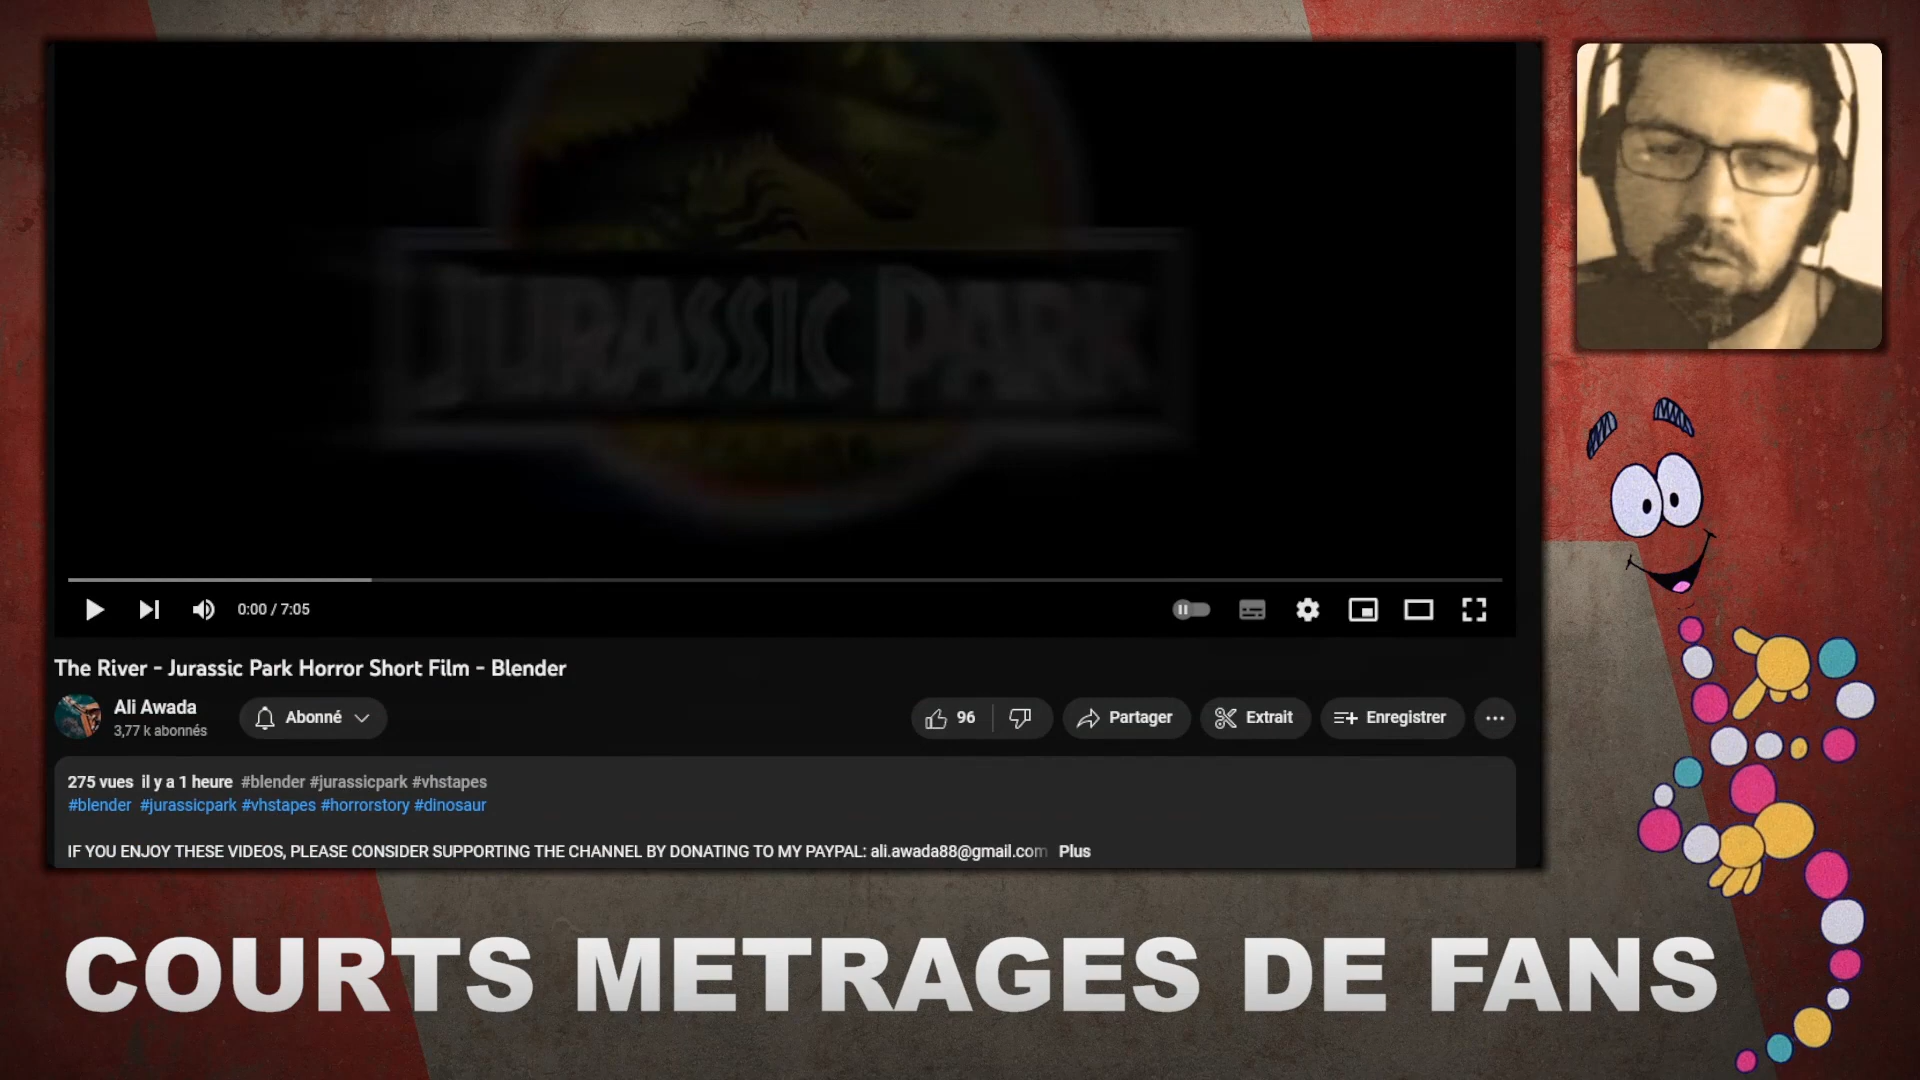 JURASSIC PARK
0:00 / 7:05
The River - Jurassic Park Horror Short Film - Blender
Ali Awada
3,77 k abonnés
Abonné
96
Partager
Extrait
Enregistrer
275 vues il y a 1 heure #blender #jurassicpark #vhstapes
#blender #jurassicpark #vhstapes #horrorstory #dinosaur
IF YOU ENJOY THESE VIDEOS, PLEASE CONSIDER SUPPORTING THE CHANNEL BY DONATING TO MY PAYPAL: ali.awada88@gmail.com Plus
COURTS METRAGES DE FANS